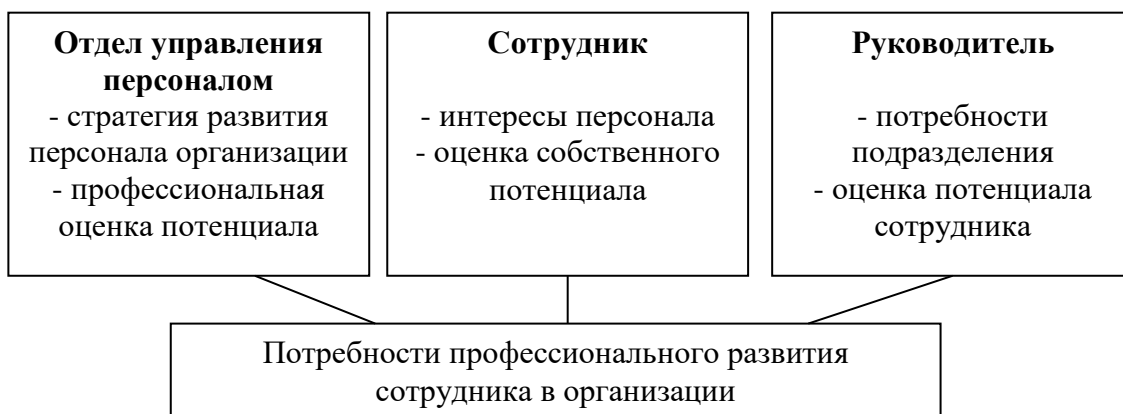 Отдел управления
персоналом
- стратегия развития
персонала организации
- профессиональная
оценка потенциала
Сотрудник
- интересы персонала
- оценка собственного
потенциала
Руководитель
- потребности
подразделения
- оценка потенциала
сотрудника
Потребности профессионального развития
сотрудника в организации